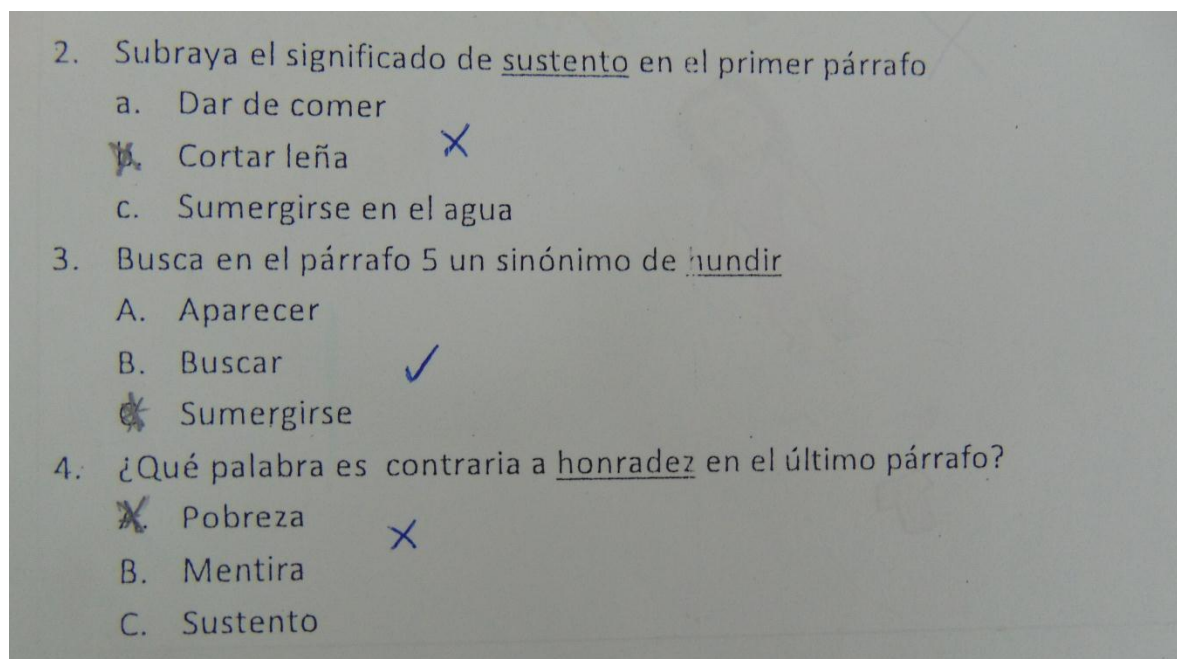 2. Subraya el significado de sustento en el primer párrafo
a. Dar de comer
b. Cortar leña
c. Sumergirse en el agua
3. Busca en el párrafo 5 un sinónimo de hundir
A. Aparecer
B. Buscar
C. Sumergirse
4. ¿Qué palabra es contraria a honradez en el último párrafo?
A. Pobreza
B. Mentira
C. Sustento